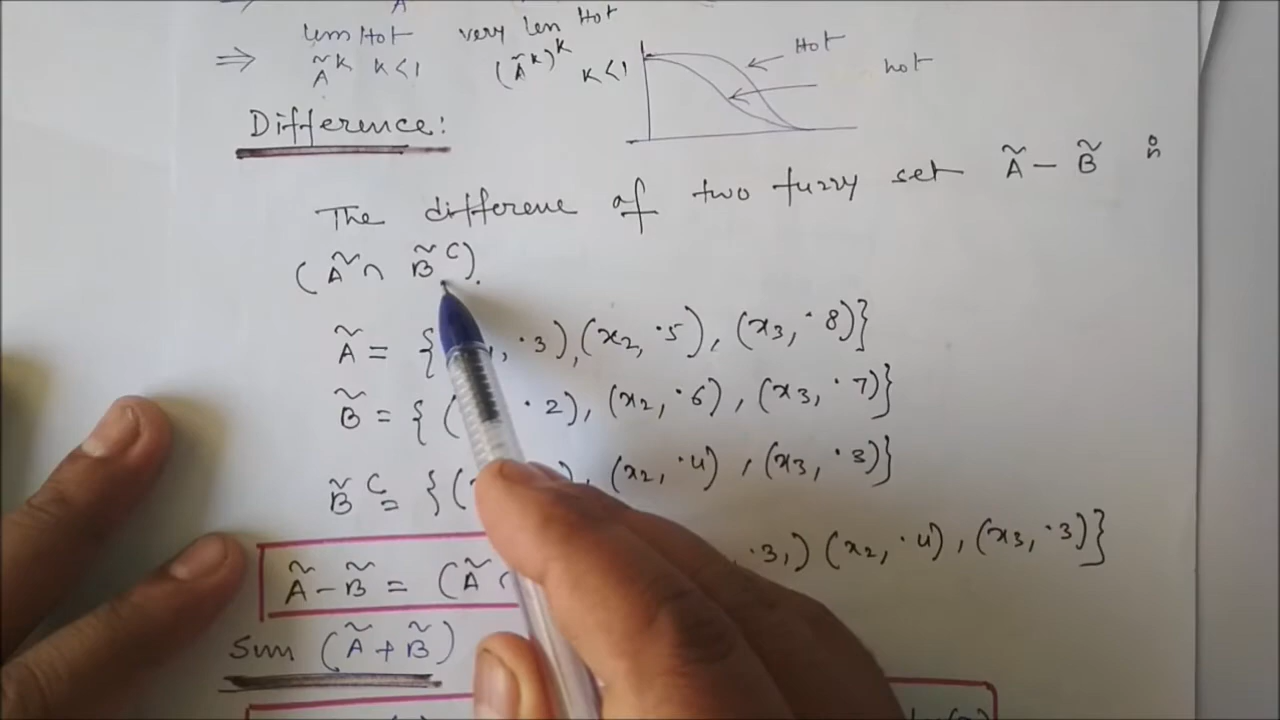 A
less Hot very less Hot
⇒ Ã^K K<1 (Ã^K)^K K<1
Hot
hot
Difference:
The differene of two fuzzy set Ã − B̃ is
(Ã ∩ B̃^C).
Ã = { , ·3), (x₂, ·5), (x₃, ·8)}
B̃ = {( ·2), (x₂, ·6), (x₃, ·7)}
B̃^C = {( ), (x₂, ·4), (x₃, ·3)}
Ã − B̃ = (Ã ∩ , ·3,) (x₂, ·4), (x₃, ·3)}
Sum (Ã + B̃)